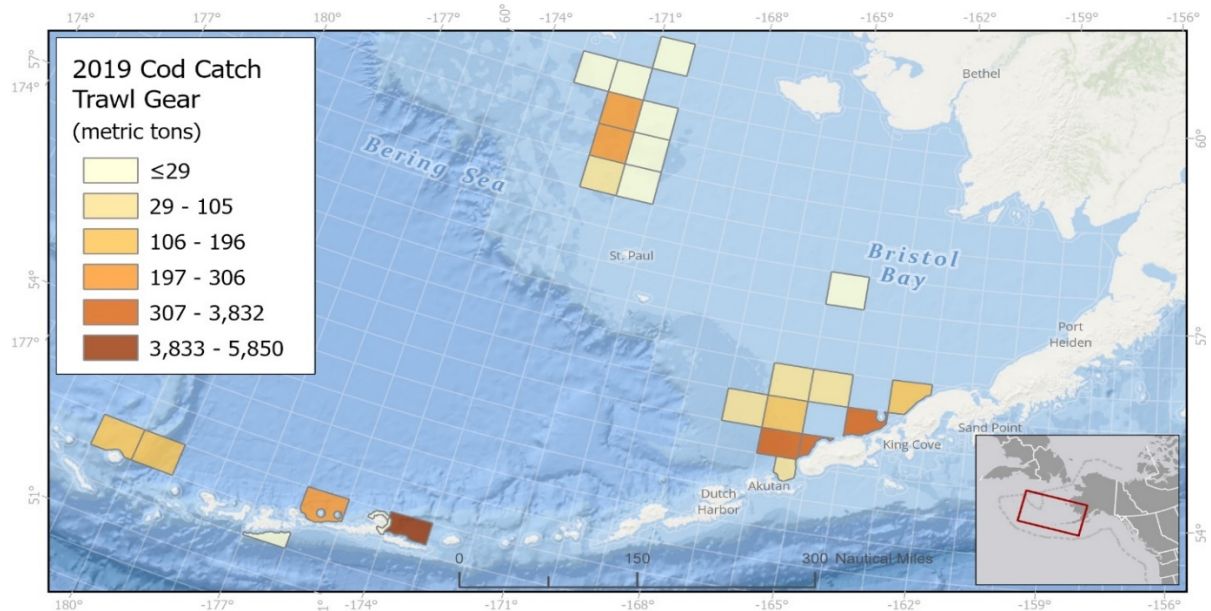 174° 177° 180° -177° -174° 60° -171° -168° -165° -162° -159° -156°
57°
174°
2019 Cod Catch
Trawl Gear
(metric tons)
≤29
29 - 105
106 - 196
197 - 306
307 - 3,832
3,833 - 5,850
Bethel
60°
Bering Sea
St. Paul
Bristol
Bay
54°
177°
Port
Heiden
57°
Sand Point
King Cove
Akutan
Dutch
Harbor
51°
54°
0 150 300 Nautical Miles
180° -177° -174° -171° -168° -165° -162° -159° -156°